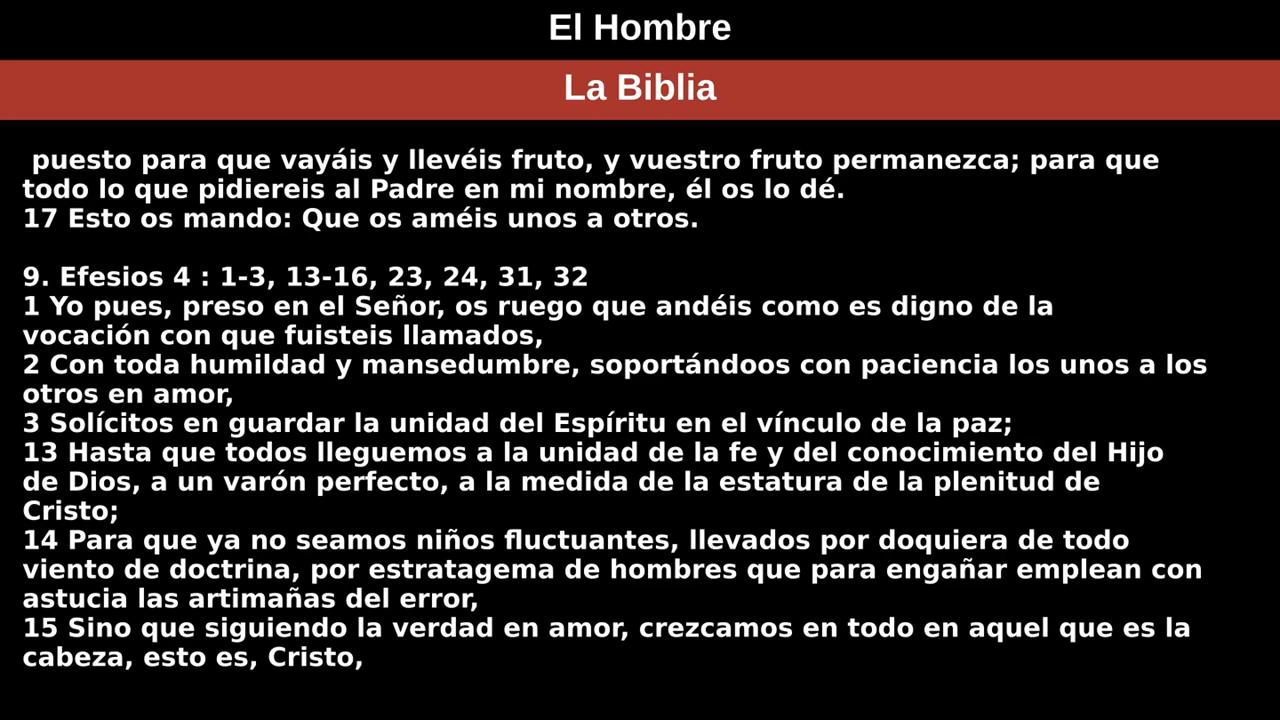 El Hombre
La Biblia
puesto para que vayáis y llevéis fruto, y vuestro fruto permanezca; para que
todo lo que pidiereis al Padre en mi nombre, él os lo dé.
17 Esto os mando: Que os améis unos a otros.
9. Efesios 4 : 1-3, 13-16, 23, 24, 31, 32
1 Yo pues, preso en el Señor, os ruego que andéis como es digno de la
vocación con que fuisteis llamados,
2 Con toda humildad y mansedumbre, soportándoos con paciencia los unos a los
otros en amor,
3 Solícitos en guardar la unidad del Espíritu en el vínculo de la paz;
13 Hasta que todos lleguemos a la unidad de la fe y del conocimiento del Hijo
de Dios, a un varón perfecto, a la medida de la estatura de la plenitud de
Cristo;
14 Para que ya no seamos niños fluctuantes, llevados por doquiera de todo
viento de doctrina, por estratagema de hombres que para engañar emplean con
astucia las artimañas del error,
15 Sino que siguiendo la verdad en amor, crezcamos en todo en aquel que es la
cabeza, esto es, Cristo,